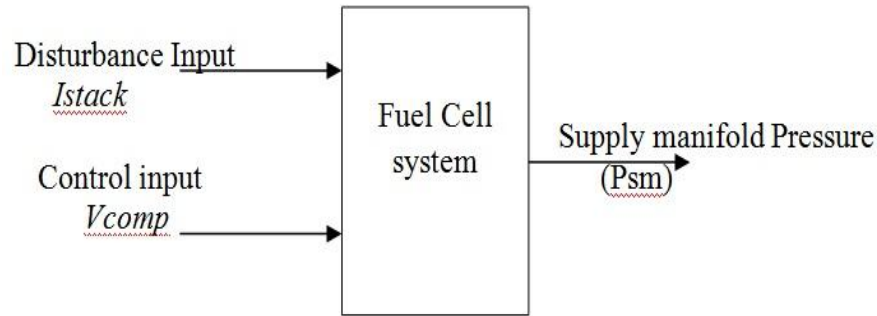 Disturbance Input
Istack
Fuel Cell
system
Supply manifold Pressure
(Psm)
Control input
Vcomp